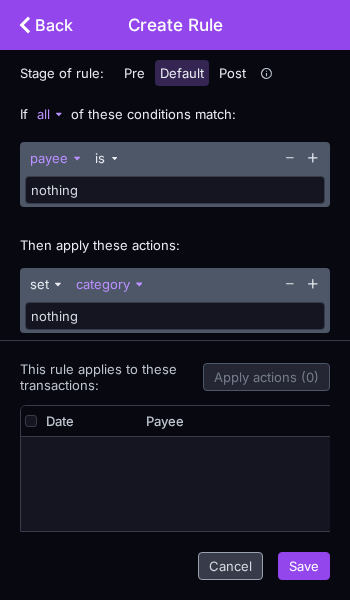 Back
Create Rule
Stage of rule: Pre Default Post
If all of these conditions match:
payee is
nothing
Then apply these actions:
set category
nothing
This rule applies to these
transactions:
Apply actions (0)
Date Payee
Cancel Save